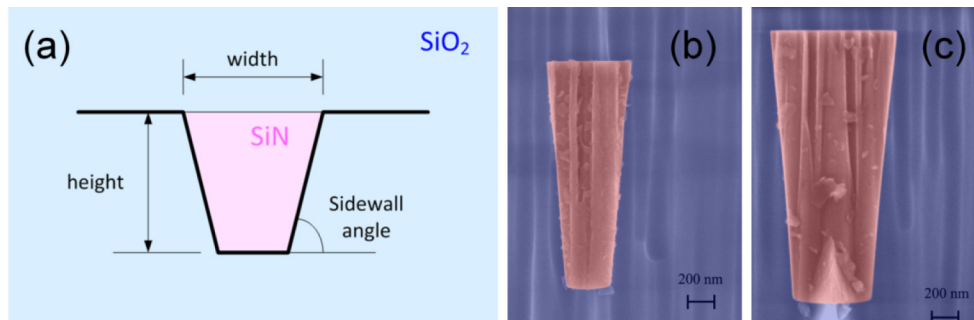 (a)
SiO₂
width
SiN
height
Sidewall
angle
(b)
200 nm
(c)
200 nm